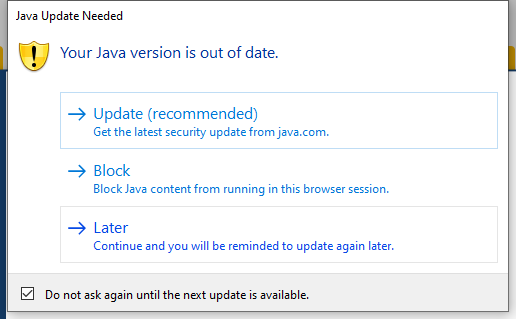 Java Update Needed
Your Java version is out of date.
Update (recommended)
Get the latest security update from java.com.
Block
Block Java content from running in this browser session.
Later
Continue and you will be reminded to update again later.
Do not ask again until the next update is available.